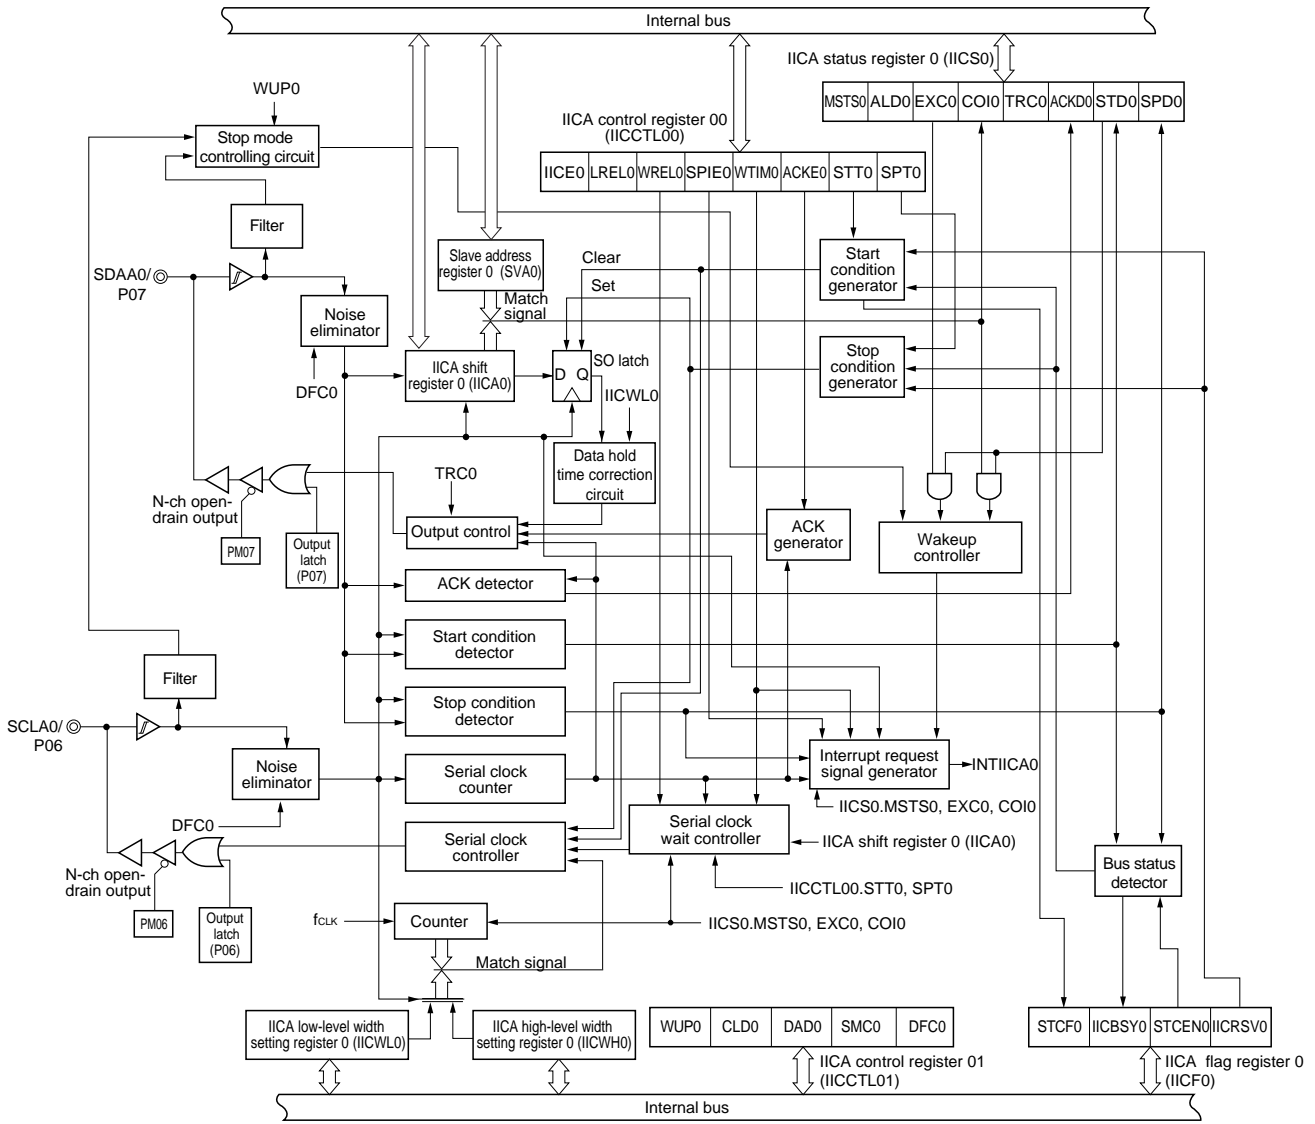 Internal bus
IICA status register 0 (IICS0)
MSTS0 ALD0 EXC0 COI0 TRC0 ACKD0 STD0 SPD0
WUP0
Stop mode
controlling circuit
IICA control register 00
(IICCTL00)
IICE0 LREL0 WREL0 SPIE0 WTIM0 ACKE0 STT0 SPT0
Filter
SDAA0/
P07
Slave address
register 0 (SVA0)
Clear
Set
Start
condition
generator
Match
signal
Noise
eliminator
DFC0
IICA shift
register 0 (IICA0)
D Q
SO latch
IICWL0
Stop
condition
generator
Data hold
time correction
circuit
TRC0
N-ch open-
drain output
PM07
Output
latch
(P07)
Output control
ACK
generator
Wakeup
controller
ACK detector
Start condition
detector
Filter
Stop condition
detector
SCLA0/
P06
Noise
eliminator
Serial clock
counter
Interrupt request
signal generator
INTIICA0
IICS0.MSTS0, EXC0, COI0
DFC0
Serial clock
controller
Serial clock
wait controller
IICA shift register 0 (IICA0)
N-ch open-
drain output
PM06
Output
latch
(P06)
IICCTL00.STT0, SPT0
Bus status
detector
fCLK
Counter
IICS0.MSTS0, EXC0, COI0
Match signal
IICA low-level width
setting register 0 (IICWL0)
IICA high-level width
setting register 0 (IICWH0)
WUP0 CLD0 DAD0 SMC0 DFC0
STCF0 IICBSY0 STCEN0 IICRSV0
IICA control register 01
(IICCTL01)
IICA flag register 0
(IICF0)
Internal bus